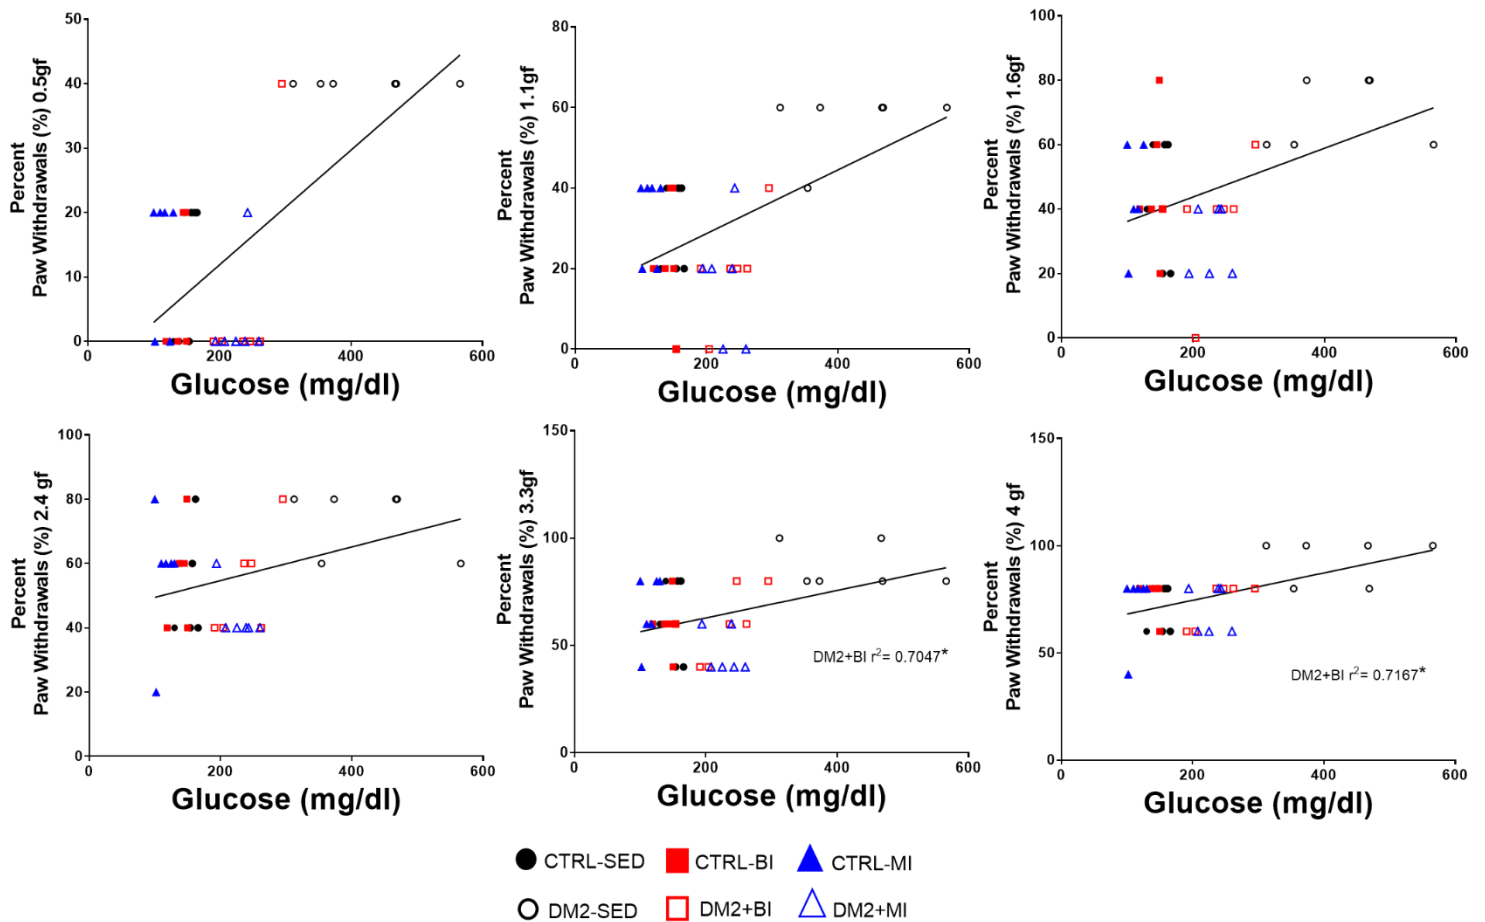 50
40
30
20
10
0
0
200
400
600
Percent
Paw Withdrawals (%) 0.5gf
Glucose (mg/dl)
80
60
40
20
0
0
200
400
600
Percent
Paw Withdrawals (%) 1.1gf
Glucose (mg/dl)
100
80
60
40
20
0
0
200
400
600
Percent
Paw Withdrawals (%) 1.6gf
Glucose (mg/dl)
100
80
60
40
20
0
0
200
400
600
Percent
Paw Withdrawals (%) 2.4 gf
Glucose (mg/dl)
150
100
50
0
0
200
400
600
Percent
Paw Withdrawals (%) 3.3gf
DM2+BI r²= 0.7047*
Glucose (mg/dl)
150
100
50
0
0
200
400
600
Percent
Paw Withdrawals (%) 4 gf
DM2+BI r²= 0.7167*
Glucose (mg/dl)
CTRL-SED CTRL-BI CTRL-MI
DM2-SED DM2+BI DM2+MI